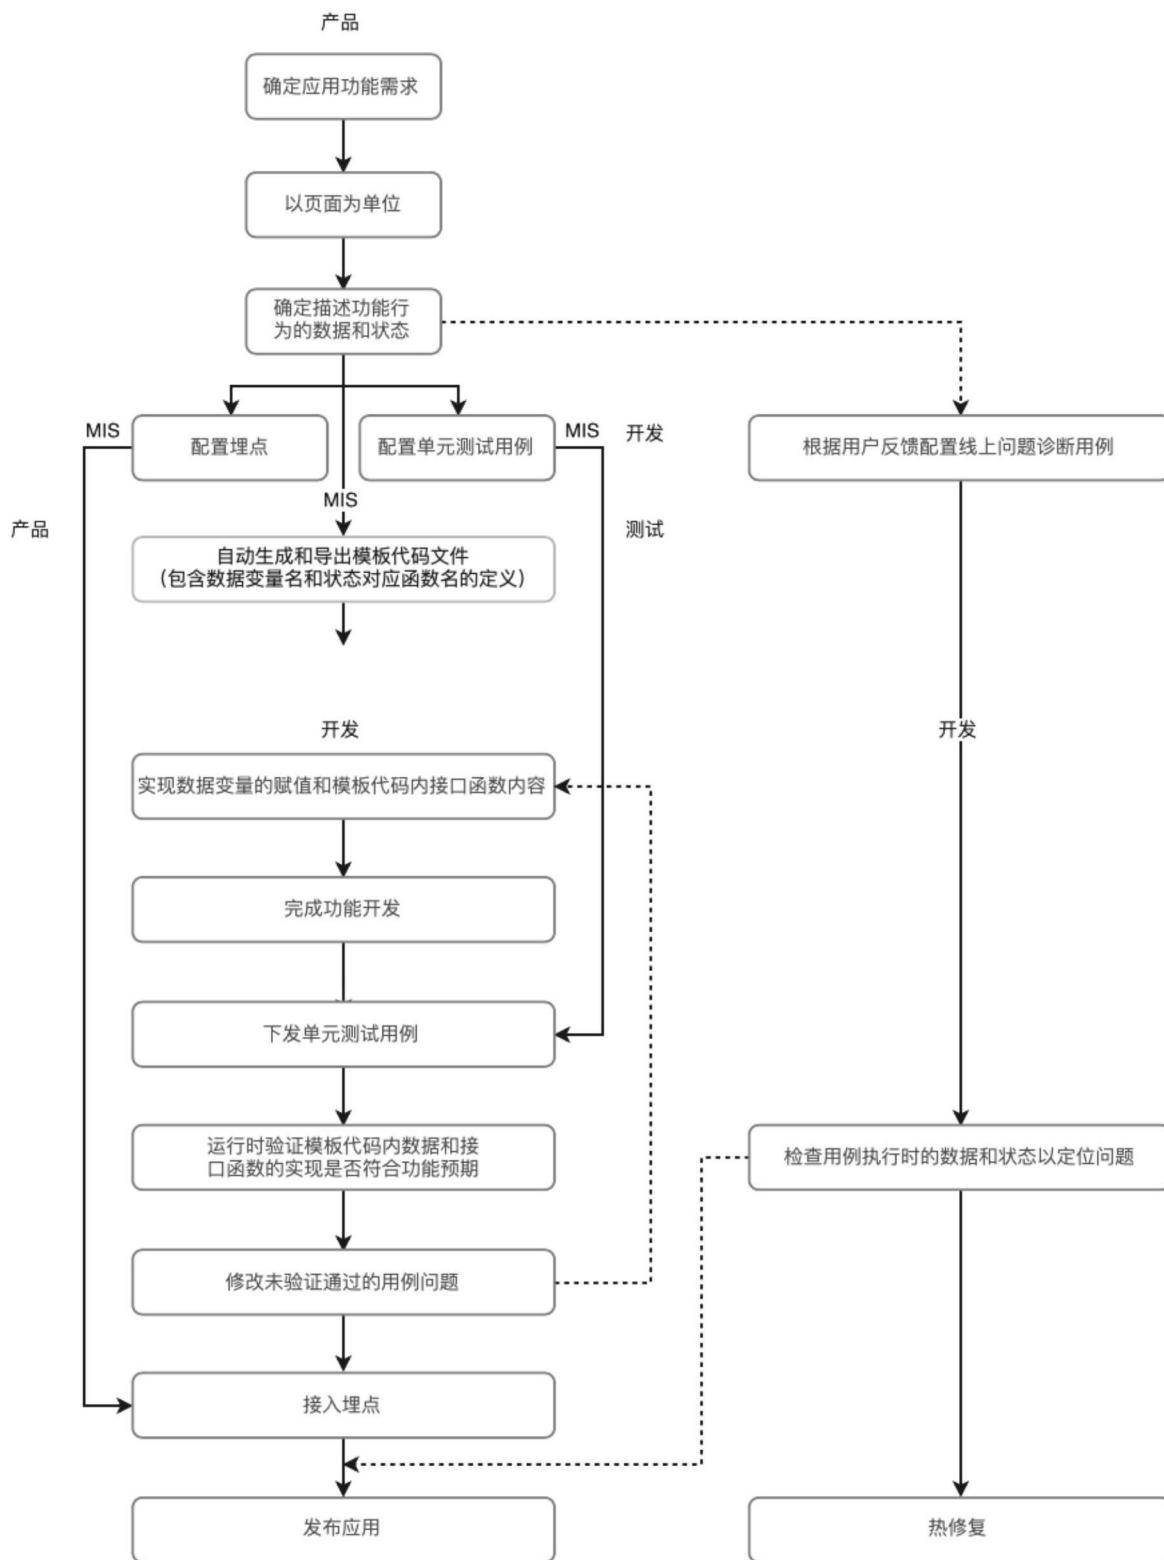 产品
确定应用功能需求
以页面为单位
确定描述功能行
为的数据和状态
MIS
配置埋点
配置单元测试用例
MIS
开发
根据用户反馈配置线上问题诊断用例
MIS
产品
测试
自动生成和导出模板代码文件
（包含数据变量名和状态对应函数名的定义）
开发
开发
实现数据变量的赋值和模板代码内接口函数内容
完成功能开发
下发单元测试用例
运行时验证模板代码内数据和接
口函数的实现是否符合功能预期
检查用例执行时的数据和状态以定位问题
修改未验证通过的用例问题
接入埋点
发布应用
热修复